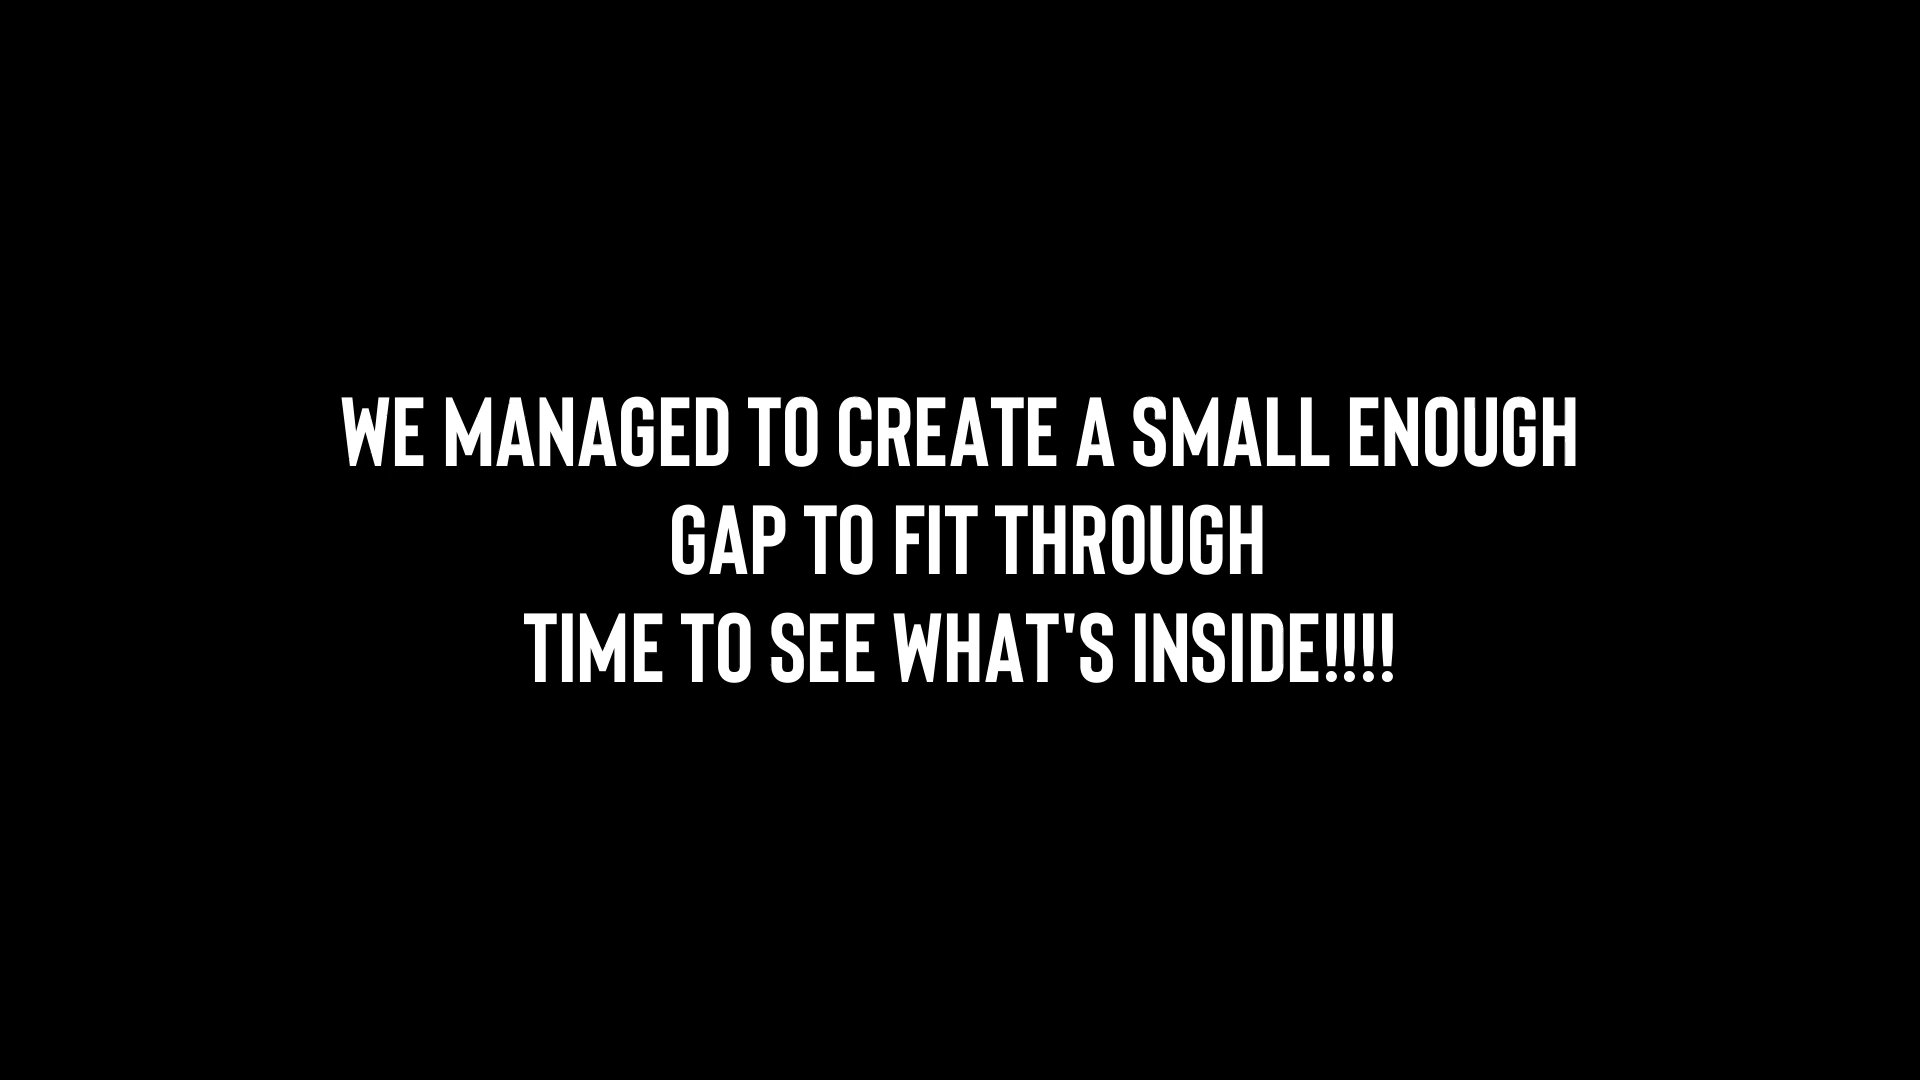 WE MANAGED TO CREATE A SMALL ENOUGH
GAP TO FIT THROUGH
TIME TO SEE WHAT'S INSIDE!!!!